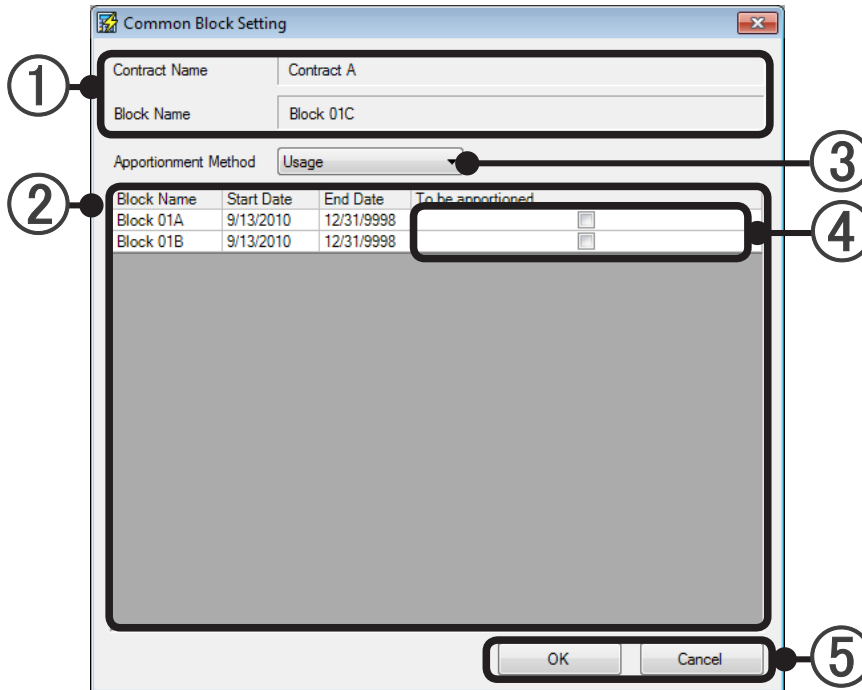 Common Block Setting
① Contract Name Contract A
Block Name Block 01C
Apportionment Method Usage ③
② Block Name Start Date End Date To be apportioned
Block 01A 9/13/2010 12/31/9998 ④
Block 01B 9/13/2010 12/31/9998
OK Cancel ⑤